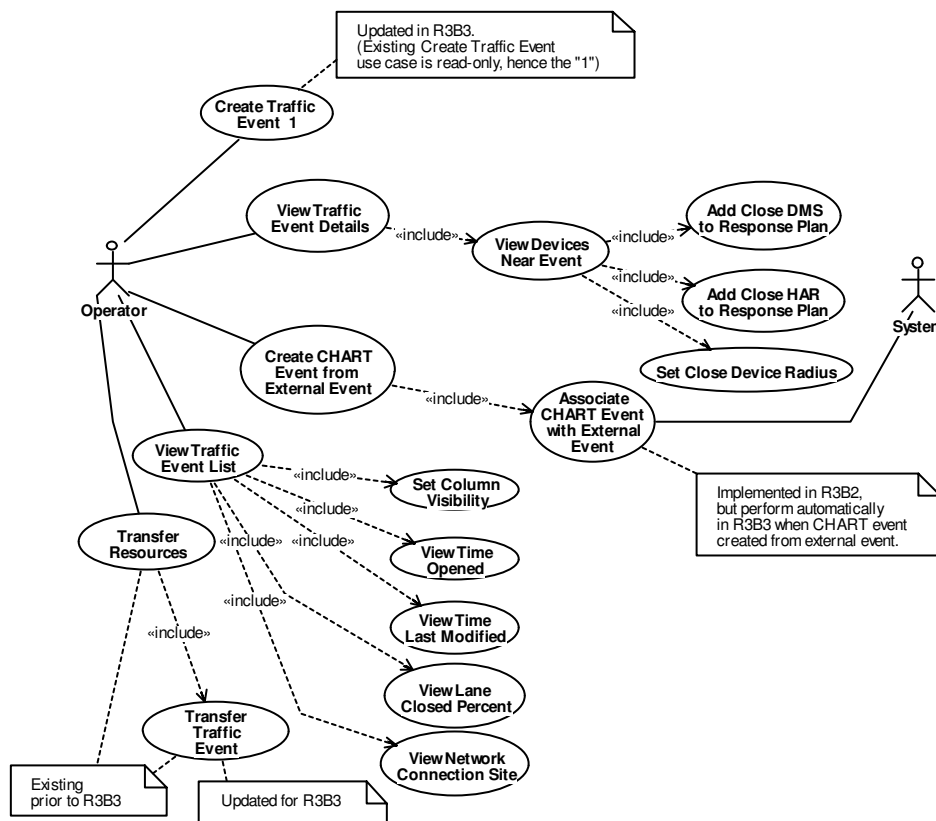 Updated in R3B3.
(Existing Create Traffic Event
use case is read-only, hence the "1")
Create Traffic
Event 1
View Traffic
Event Details
«include»
View Devices
Near Event
«include»
Add Close DMS
to Response Plan
«include»
Add Close HAR
to Response Plan
«include»
Set Close Device Radius
Operator
System
Create CHART
Event from
External Event
«include»
Associate
CHART Event
with External
Event
Implemented in R3B2,
but perform automatically
in R3B3 when CHART event
created from external event.
View Traffic
Event List
«include»
Set Column
Visibility
«include»
View Time
Opened
«include»
View Time
Last Modified
«include»
View Lane
Closed Percent
«include»
View Network
Connection Site
Transfer
Resources
«include»
Transfer
Traffic
Event
Existing
prior to R3B3
Updated for R3B3